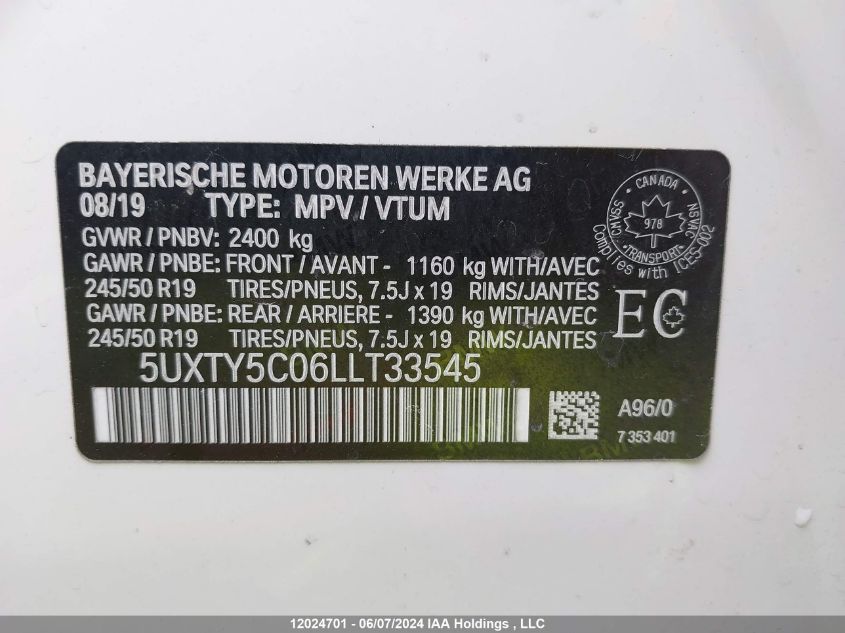 BAYERISCHE MOTOREN WERKE AG
08/19 TYPE: MPV / VTUM
GVWR / PNBV: 2400 kg
GAWR / PNBE: FRONT / AVANT - 1160 kg WITH/AVEC
245/50 R19 TIRES/PNEUS, 7.5J x 19 RIMS/JANTES
GAWR / PNBE: REAR / ARRIERE - 1390 kg WITH/AVEC
245/50 R19 TIRES/PNEUS, 7.5J x 19 RIMS/JANTES
5UXTY5C06LLT33545
CANADA
SSVMC NSVAC
978
TRANSPORT
Complies with ICES-002
EC
A96/0
7 353 401
12024701 - 06/07/2024 IAA Holdings , LLC